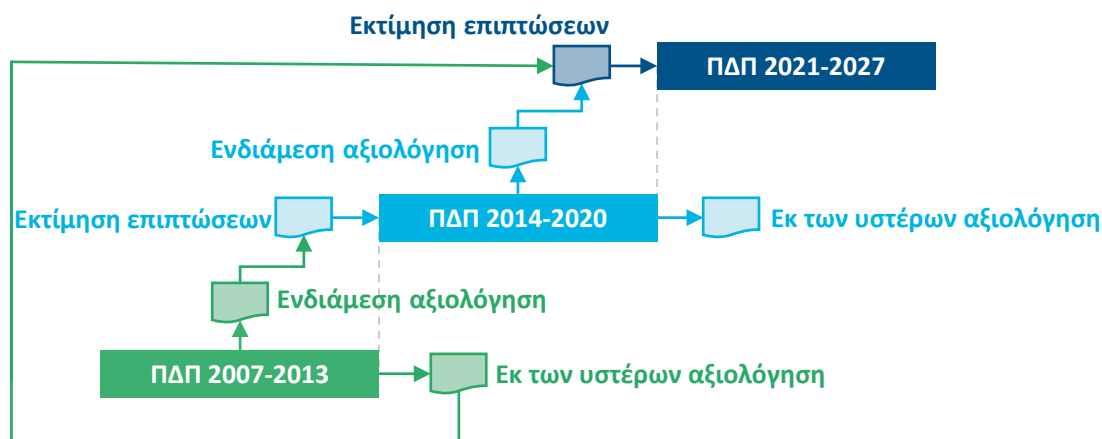 Εκτίμηση επιπτώσεων
ΠΔΠ 2021-2027
Ενδιάμεση αξιολόγηση
Εκτίμηση επιπτώσεων
ΠΔΠ 2014-2020
Εκ των υστέρων αξιολόγηση
Ενδιάμεση αξιολόγηση
ΠΔΠ 2007-2013
Εκ των υστέρων αξιολόγηση